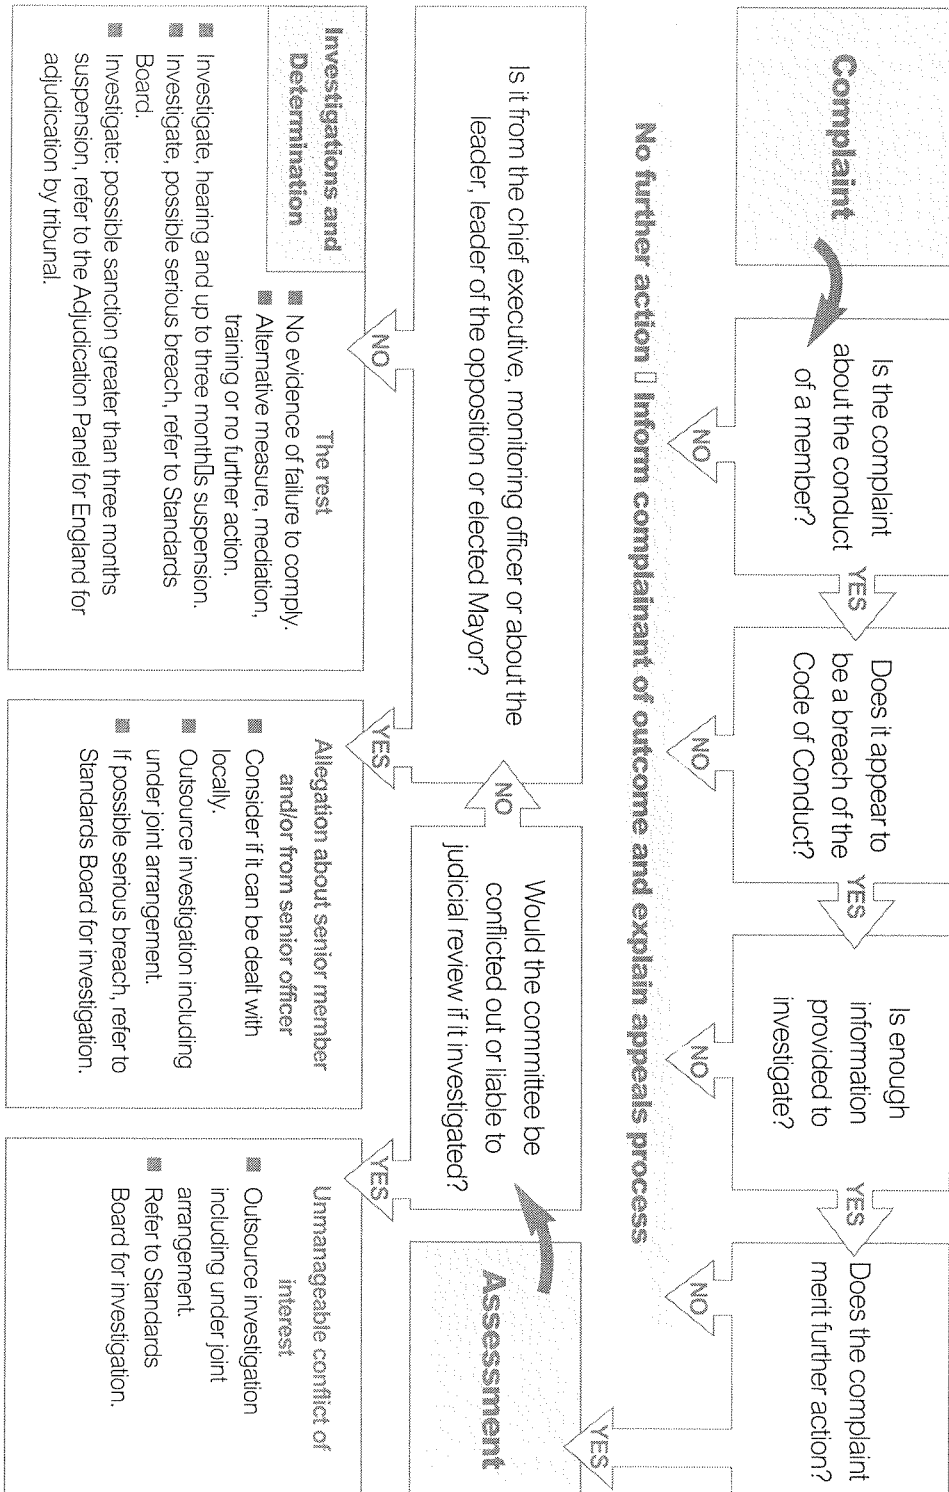 Complaint
Is the complaint
about the conduct
of a member?
YES
NO
Does it appear to
be a breach of the
Code of Conduct?
YES
NO
Is enough
information
provided to
investigate?
YES
NO
Does the complaint
merit further action?
NO
YES
No further action ▯ Inform complainant of outcome and explain appeals process
Assessment
Would the committee be
conflicted out or liable to
judicial review if it investigated?
NO
YES
Is it from the chief executive, monitoring officer or about the
leader, leader of the opposition or elected Mayor?
NO
YES
Investigations and
Determination
The rest
■ No evidence of failure to comply.
■ Alternative measure, mediation,
training or no further action.
■ Investigate, hearing and up to three month▯s suspension.
■ Investigate, possible serious breach, refer to Standards
Board.
■ Investigate: possible sanction greater than three months
suspension, refer to the Adjudication Panel for England for
adjudication by tribunal.
Allegation about senior member
and/or from senior officer
■ Consider if it can be dealt with
locally.
■ Outsource investigation including
under joint arrangement.
■ If possible serious breach, refer to
Standards Board for investigation.
Unmanageable conflict of
interest
■ Outsource investigation
including under joint
arrangement.
■ Refer to Standards
Board for investigation.